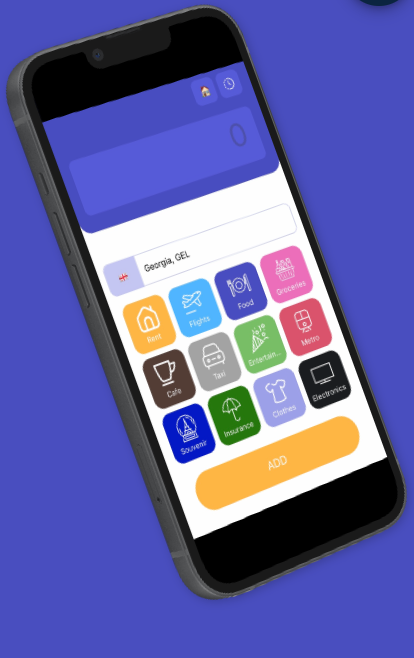 0
Georgia, GEL
Rent
Flights
Food
Groceries
Cafe
Taxi
Entertain...
Metro
Souvenir
Insurance
Clothes
Electronics
ADD